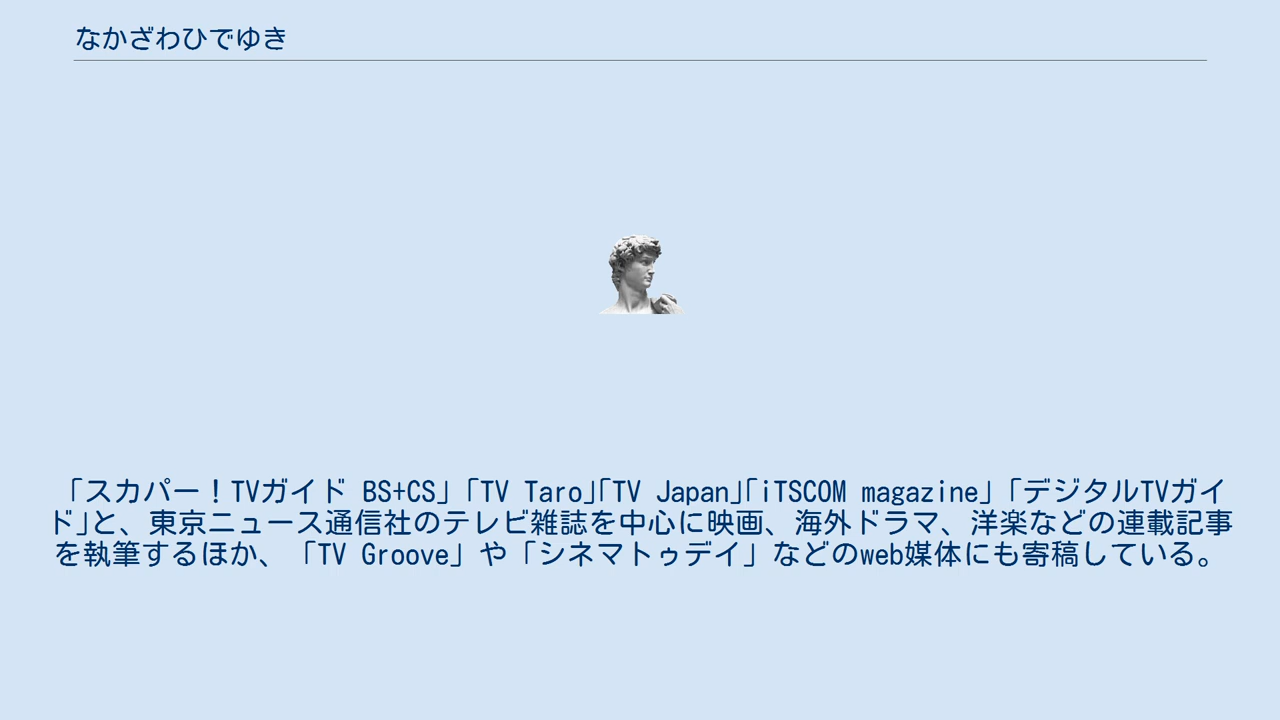 なかざわひでゆき
「スカパー！TVガイド BS+CS」「TV Taro」「TV Japan」「iTSCOM magazine」「デジタルTVガイ
ド」と、東京ニュース通信社のテレビ雑誌を中心に映画、海外ドラマ、洋楽などの連載記事
を執筆するほか、「TV Groove」や「シネマトゥデイ」などのweb媒体にも寄稿している。